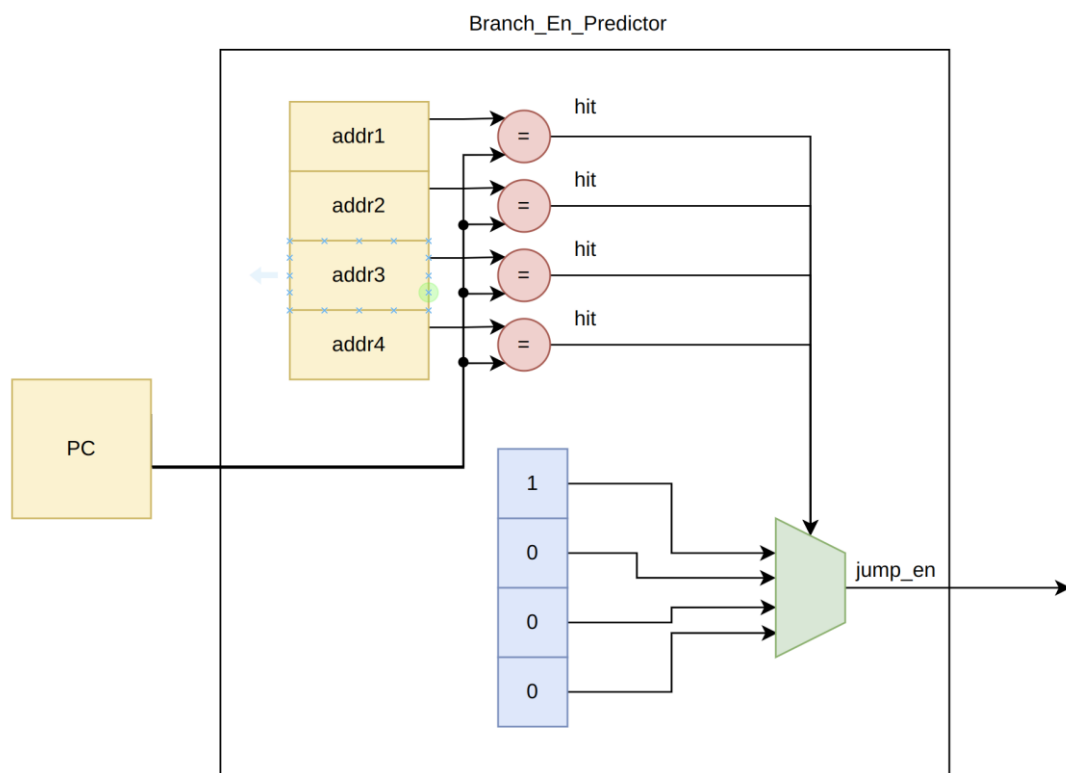 Branch_En_Predictor
addr1
=
hit
addr2
=
hit
addr3
=
hit
addr4
=
hit
PC
1
0
0
0
jump_en